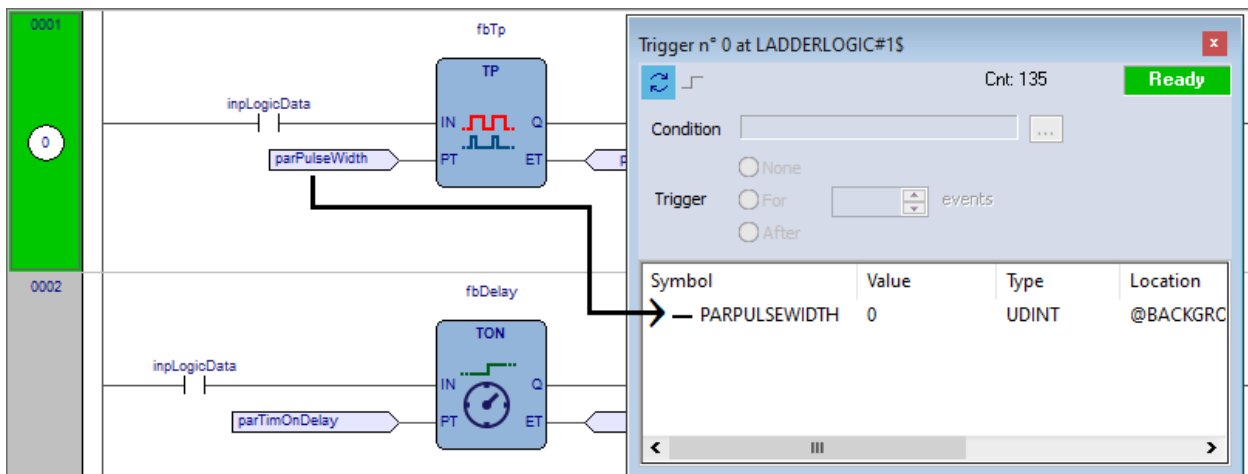 0001
fbTp
TP
inpLogicData
IN Q
0
parPulseWidth
PT ET p
0002
fbDelay
TON
inpLogicData
IN Q
parTimOnDelay
PT ET
Trigger n° 0 at LADDERLOGIC#1$
x
Cnt: 135 Ready
Condition ...
None
Trigger For events
After
Symbol Value Type Location
PARPULSEWIDTH 0 UDINT @BACKGRO